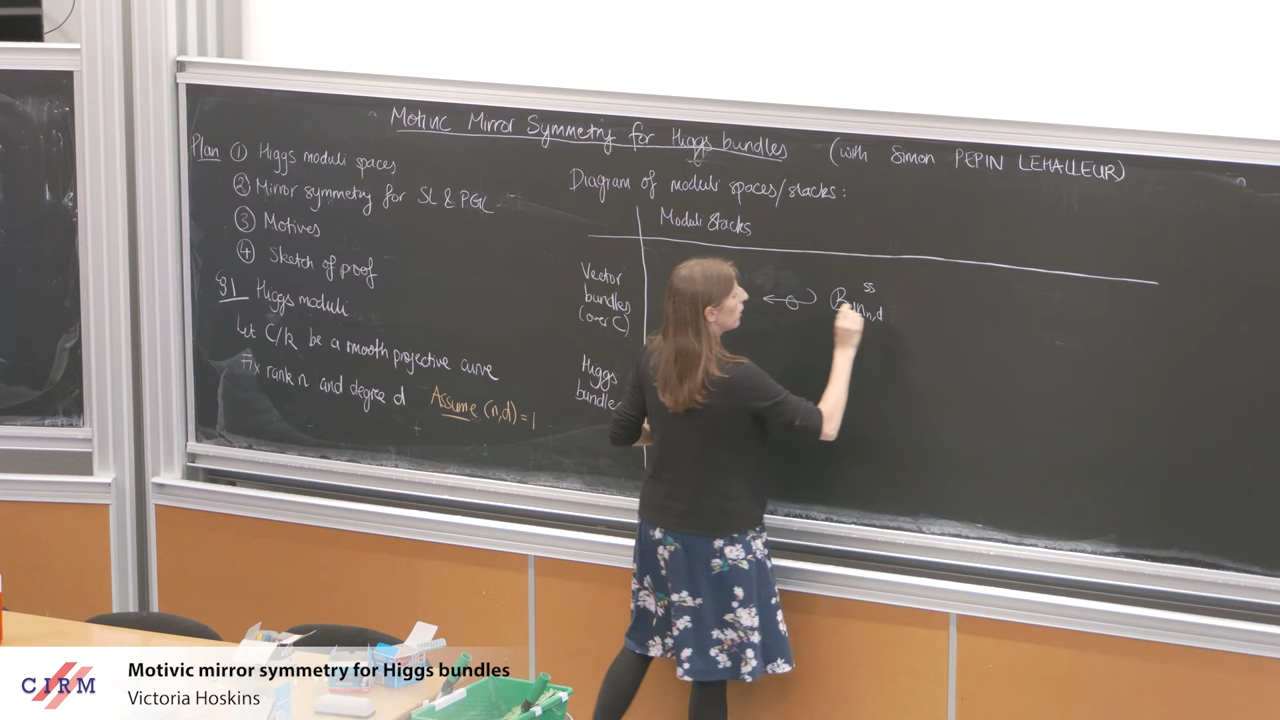 Motivic Mirror Symmetry for Higgs bundles (with Simon PEPIN LEHALLEUR)
Plan ① Higgs moduli spaces
② Mirror symmetry for SL & PGL
③ Motives
④ Sketch of proof
§1 Higgs moduli
Let C/k be a smooth projective curve
Fix rank n and degree d Assume (n,d)=1
Diagram of moduli spaces/stacks:
Moduli Stacks
Vector
bundles
(over C)
Higgs
bundle
ss
n,d
CIRM
Motivic mirror symmetry for Higgs bundles
Victoria Hoskins